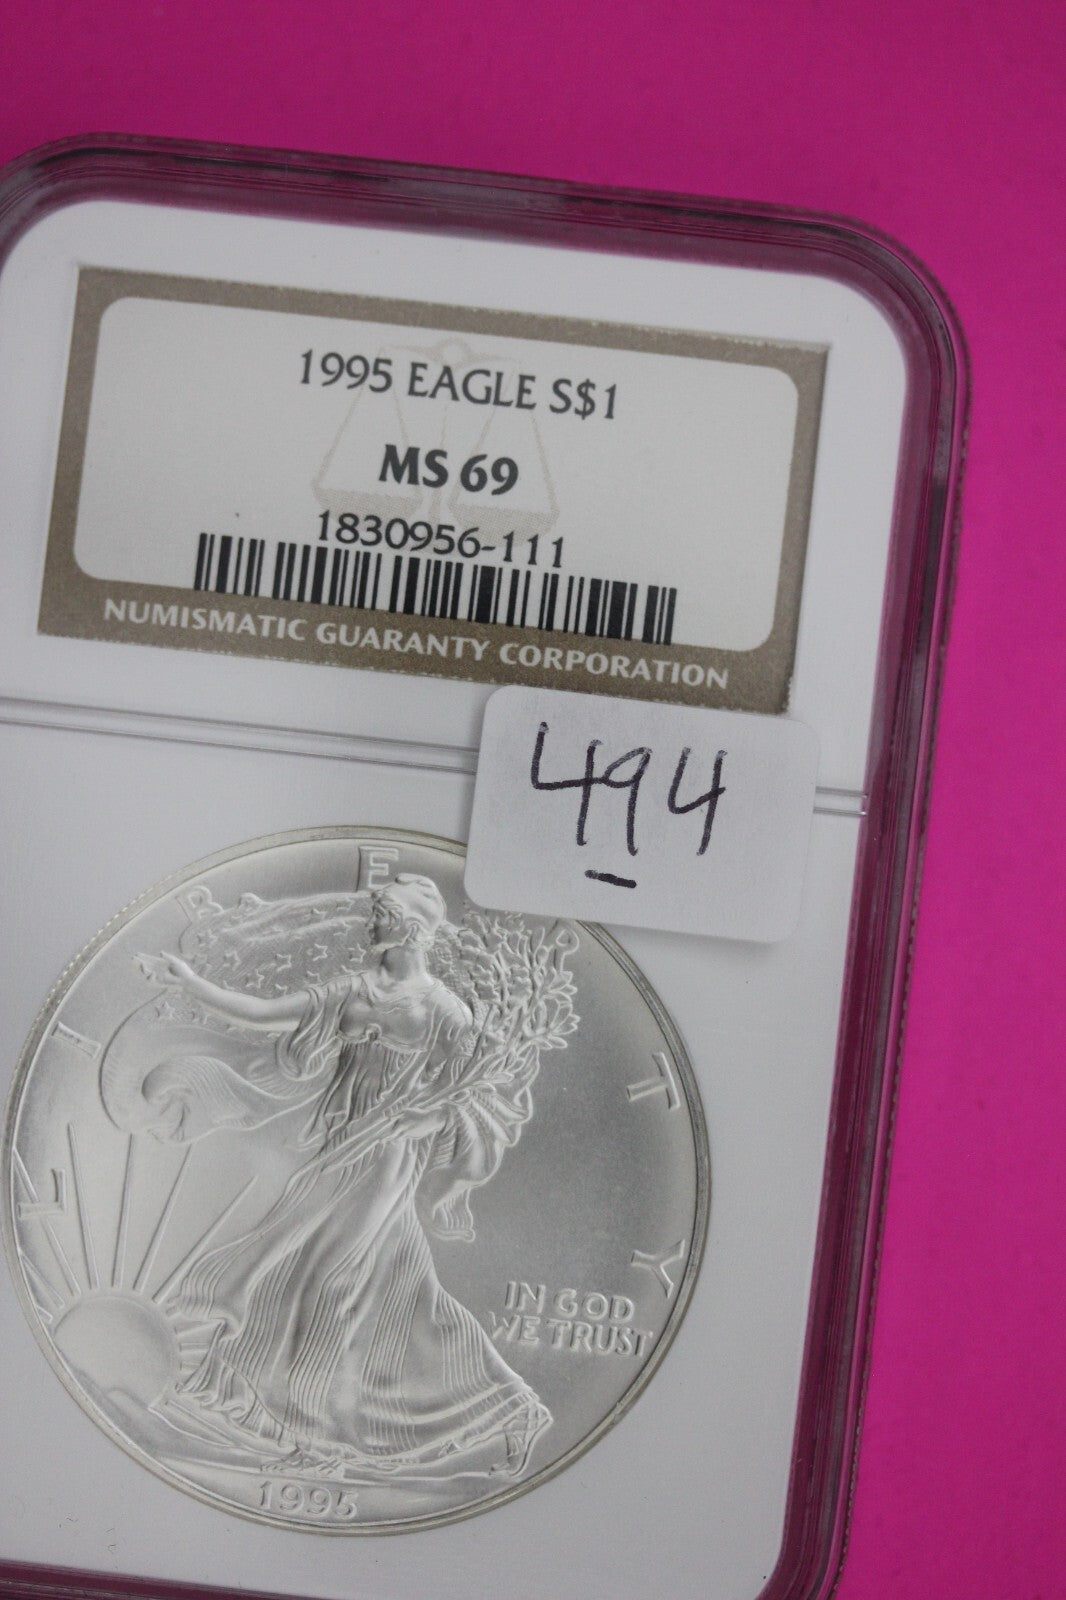 1995 EAGLE S$1
MS 69
1830956-111
NUMISMATIC GUARANTY CORPORATION
494
LIBERTY
IN GOD
WE TRUST
1995